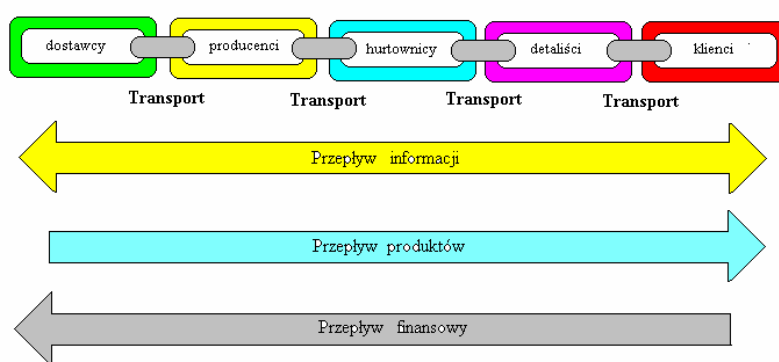 dostawcy
producenci
hurtownicy
detaliści
klienci
Transport
Transport
Transport
Transport
Przepływ informacji
Przepływ produktów
Przepływ finansowy